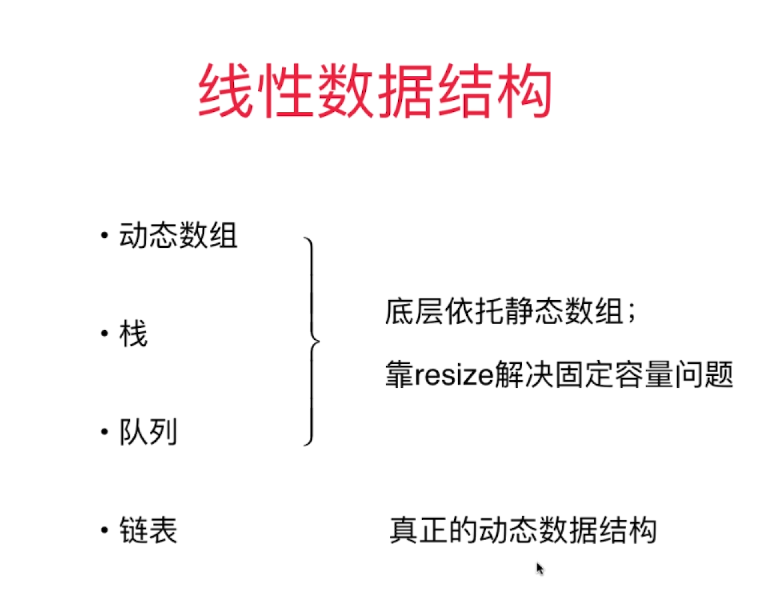 线性数据结构
• 动态数组
• 栈
• 队列
底层依托静态数组；
靠resize解决固定容量问题
• 链表
真正的动态数据结构